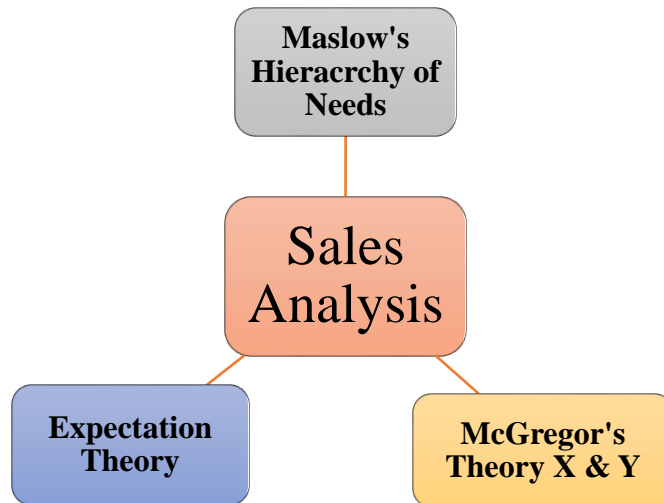 Maslow's
Hieracrchy of
Needs
Sales
Analysis
Expectation
Theory
McGregor's
Theory X & Y